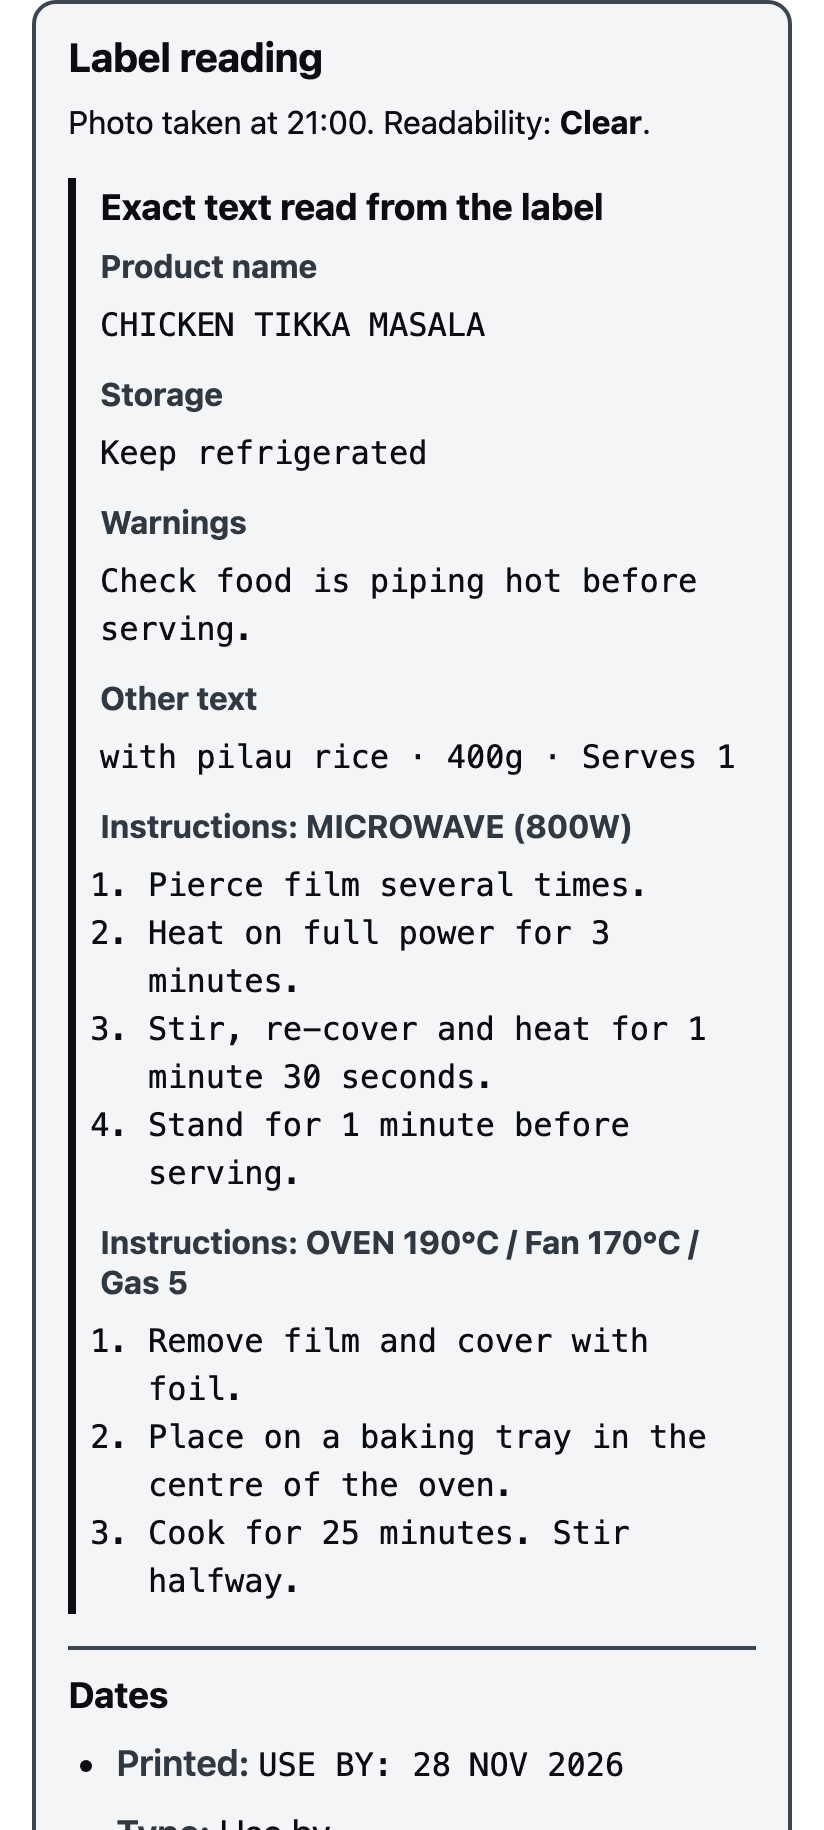 Label reading
Photo taken at 21:00. Readability: Clear.
Exact text read from the label
Product name
CHICKEN TIKKA MASALA
Storage
Keep refrigerated
Warnings
Check food is piping hot before
serving.
Other text
with pilau rice · 400g · Serves 1
Instructions: MICROWAVE (800W)
1. Pierce film several times.
2. Heat on full power for 3
minutes.
3. Stir, re-cover and heat for 1
minute 30 seconds.
4. Stand for 1 minute before
serving.
Instructions: OVEN 190°C / Fan 170°C /
Gas 5
1. Remove film and cover with
foil.
2. Place on a baking tray in the
centre of the oven.
3. Cook for 25 minutes. Stir
halfway.
Dates
• Printed: USE BY: 28 NOV 2026
Type: Use by